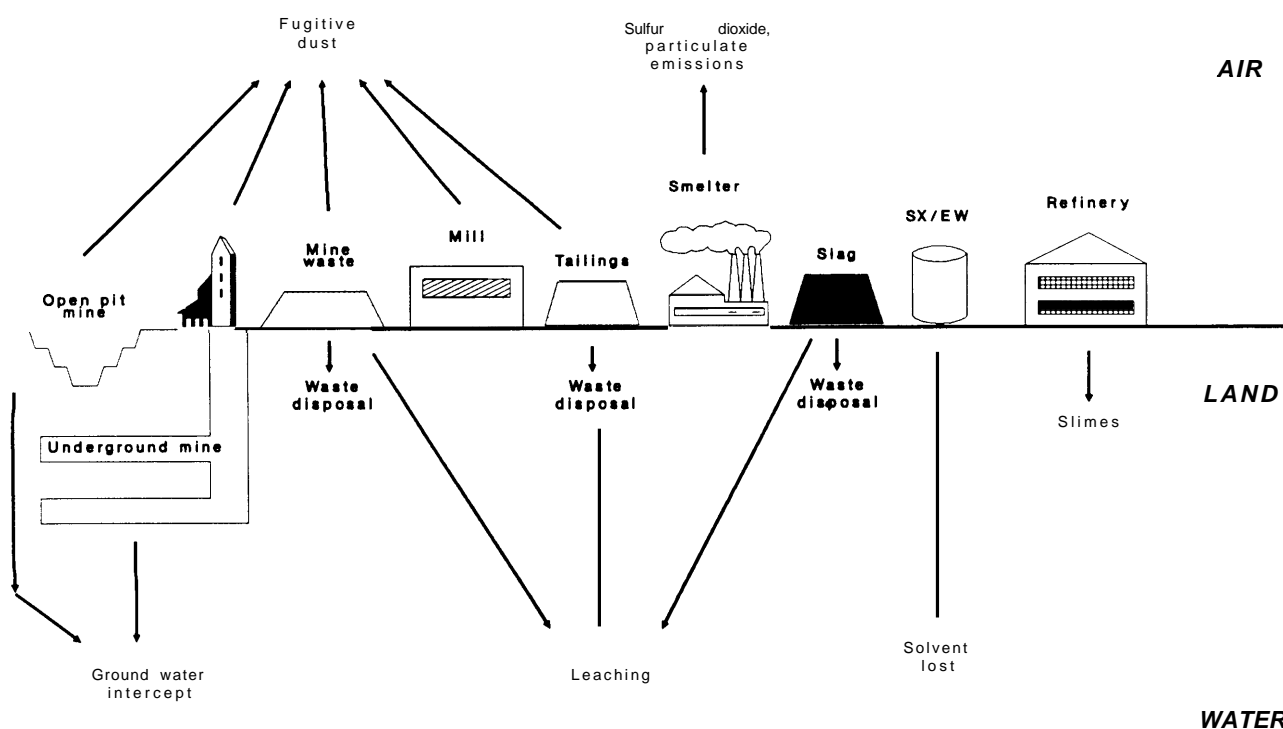 Fugitive
dust
Sulfur dioxide,
particulate
emissions
AIR
Smelter
Mill
Mine
waste
Tailings
Slag
SX/EW
Refinery
Open pit
mine
Waste
disposal
Waste
disposal
Waste
disposal
LAND
Slimes
Underground mine
Ground water
intercept
Leaching
Solvent
lost
WATER